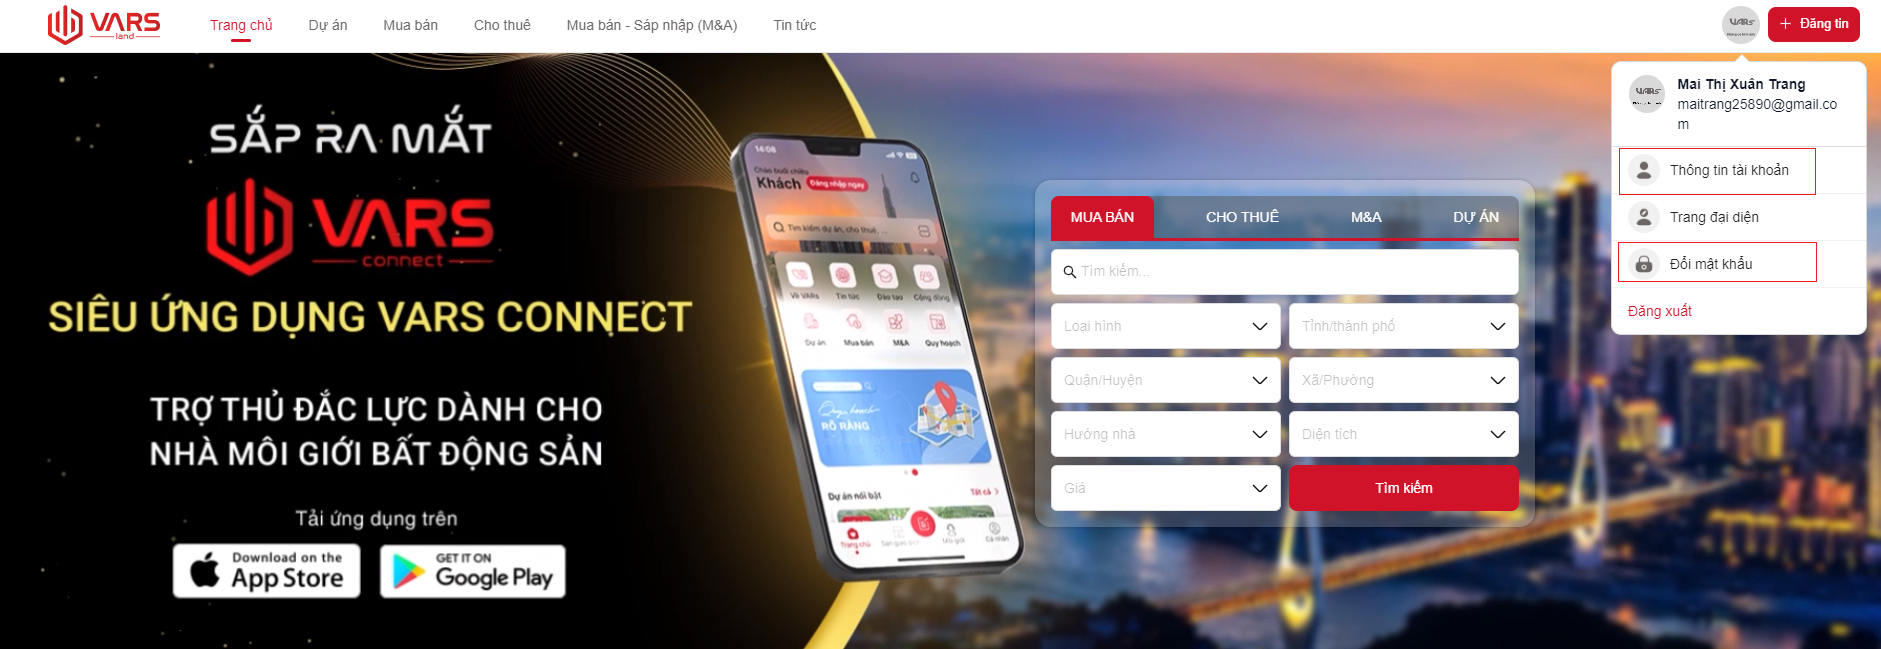 VARS
land
Trang chủ
Dự án
Mua bán
Cho thuê
Mua bán - Sáp nhập (M&A)
Tin tức
VARS
+ Đăng tin
VARS
Mai Thị Xuân Trang
maitrang25890@gmail.co
m
Thông tin tài khoản
Trang đại diện
Đổi mật khẩu
Đăng xuất
SẮP RA MẮT
VARS
connect
SIÊU ỨNG DỤNG VARS CONNECT
TRỢ THỦ ĐẮC LỰC DÀNH CHO
NHÀ MÔI GIỚI BẤT ĐỘNG SẢN
Tải ứng dụng trên
Download on the
App Store
GET IT ON
Google Play
14:08
Chào buổi chiều
Khách
Đăng nhập ngay
Tìm kiếm dự án, cho thuê, ...
Về VARs
Tin tức
Đào tạo
Cộng đồng
Dự án
Mua bán
M&A
Quy hoạch
Quy hoạch
RÕ RÀNG
Dự án nổi bật
Tất cả
Trang chủ
Môi giới
Cá nhân
MUA BÁN
CHO THUÊ
M&A
DỰ ÁN
Tìm kiếm...
Loại hình
Tỉnh/thành phố
Quận/Huyện
Xã/Phường
Hướng nhà
Diện tích
Giá
Tìm kiếm